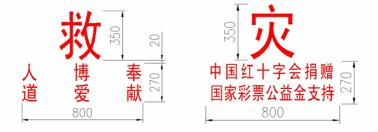 救
人 博 奉
道 爱 献
350
20
270
800
灾
中国红十字会捐赠
国家彩票公益金支持
350
270
800